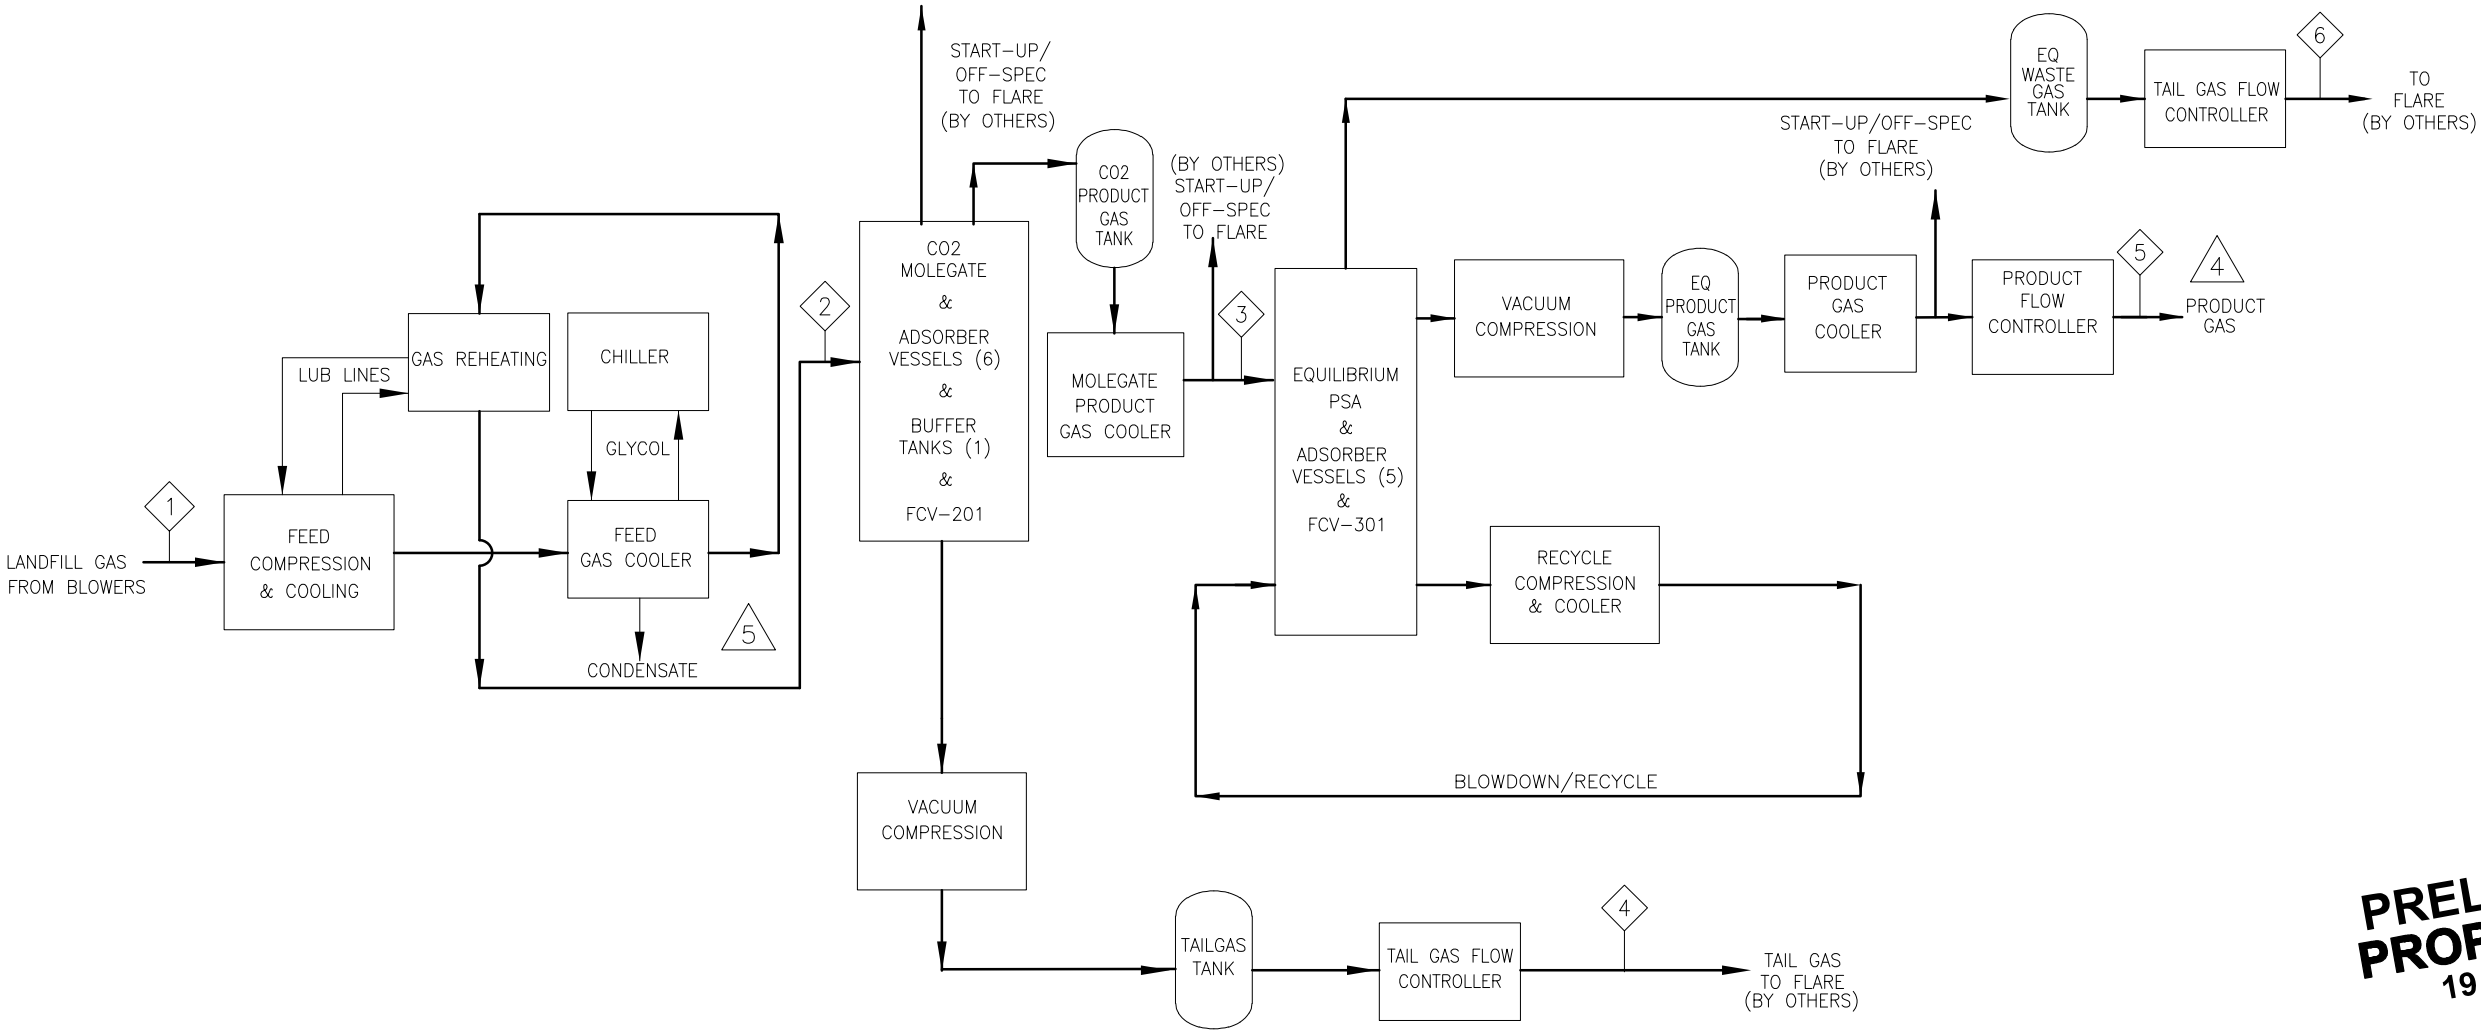 START-UP/
OFF-SPEC
TO FLARE
(BY OTHERS)
EQ
WASTE
GAS
TANK
TAIL GAS FLOW
CONTROLLER
6
TO
FLARE
(BY OTHERS)
START-UP/OFF-SPEC
TO FLARE
(BY OTHERS)
CO2
PRODUCT
GAS
TANK
(BY OTHERS)
START-UP/
OFF-SPEC
TO FLARE
CO2
MOLEGATE
&
ADSORBER
VESSELS (6)
&
BUFFER
TANKS (1)
&
FCV-201
2
3
VACUUM
COMPRESSION
EQ
PRODUCT
GAS
TANK
PRODUCT
GAS
COOLER
PRODUCT
FLOW
CONTROLLER
5
4
PRODUCT
GAS
GAS REHEATING
CHILLER
LUB LINES
GLYCOL
MOLEGATE
PRODUCT
GAS COOLER
EQUILIBRIUM
PSA
&
ADSORBER
VESSELS (5)
&
FCV-301
1
LANDFILL GAS
FROM BLOWERS
FEED
COMPRESSION
& COOLING
FEED
GAS COOLER
5
CONDENSATE
RECYCLE
COMPRESSION
& COOLER
BLOWDOWN/RECYCLE
VACUUM
COMPRESSION
TAILGAS
TANK
TAIL GAS FLOW
CONTROLLER
4
TAIL GAS
TO FLARE
(BY OTHERS)
19